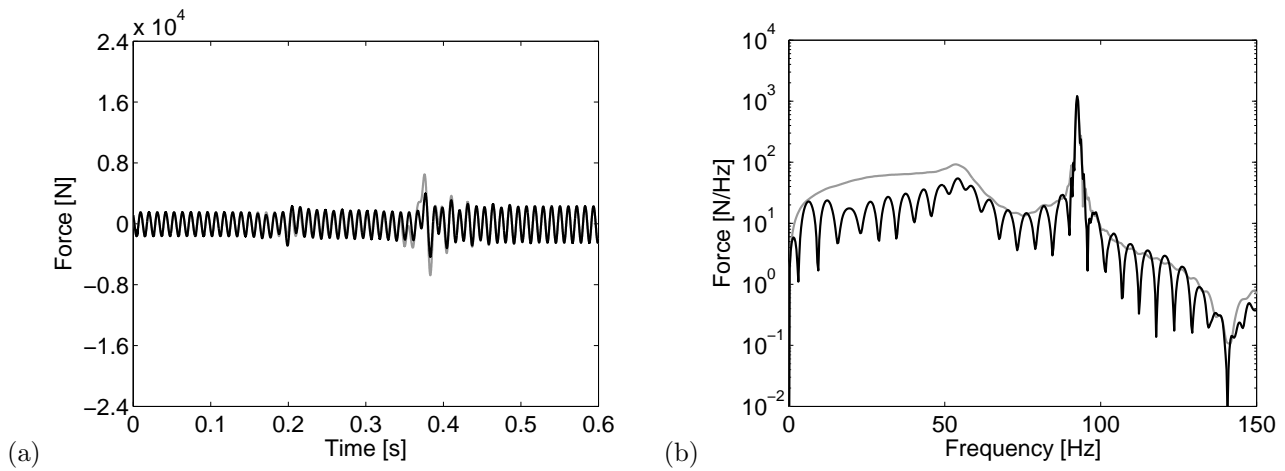 x 10^4
2.4
1.6
0.8
0
−0.8
−1.6
−2.4
Force [N]
0 0.1 0.2 0.3 0.4 0.5 0.6
Time [s]
(a)
10^4
10^3
10^2
10^1
10^0
10^−1
10^−2
Force [N/Hz]
0 50 100 150
Frequency [Hz]
(b)